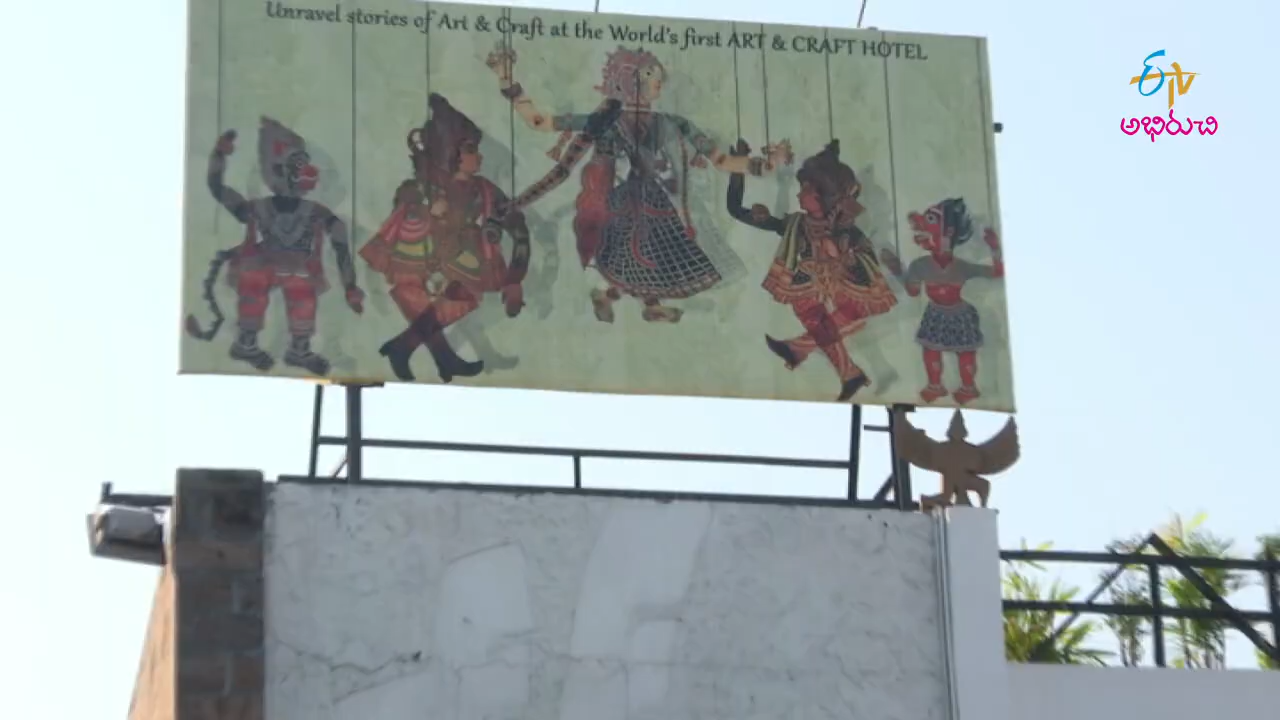 Unravel stories of Art & Craft at the World's first ART & CRAFT HOTEL
ETV
అభిరుచి